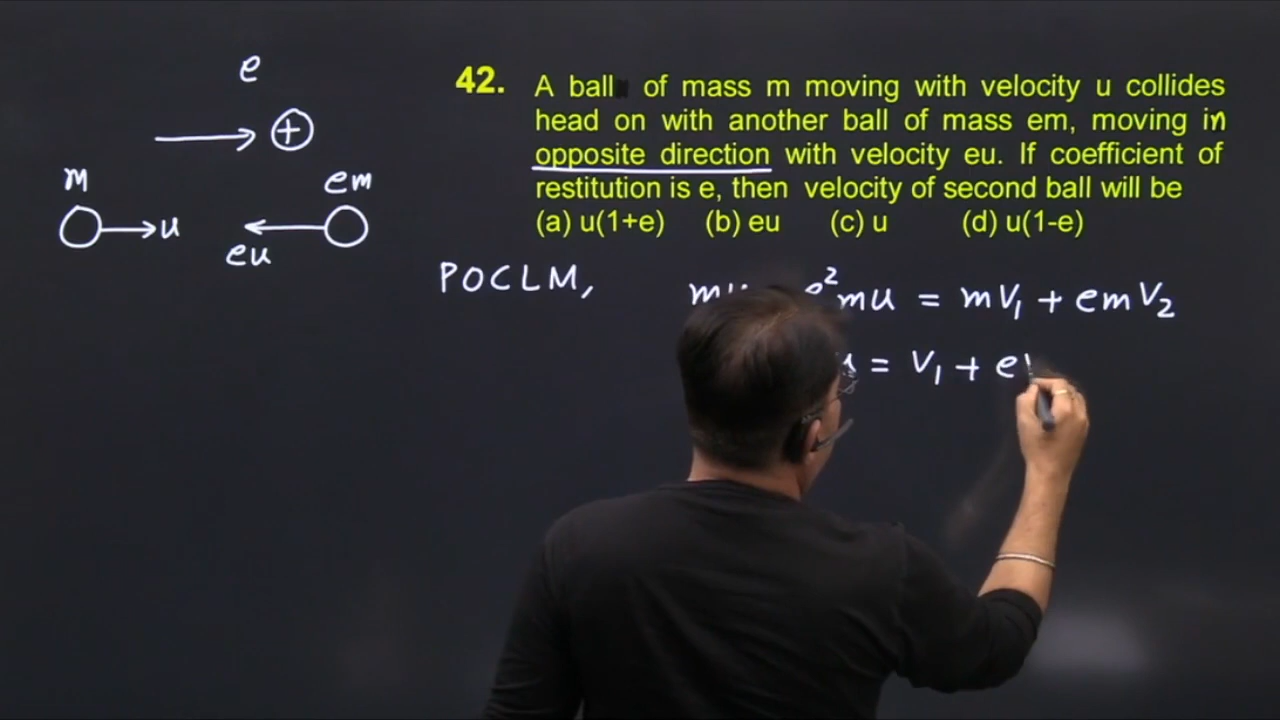 e
+
m
em
u
eu
42. A ball of mass m moving with velocity u collides
head on with another ball of mass em, moving in
opposite direction with velocity eu. If coefficient of
restitution is e, then velocity of second ball will be
(a) u(1+e) (b) eu (c) u (d) u(1-e)
POCLM, mu e²mu = mV₁ + emV₂
= V₁ + e